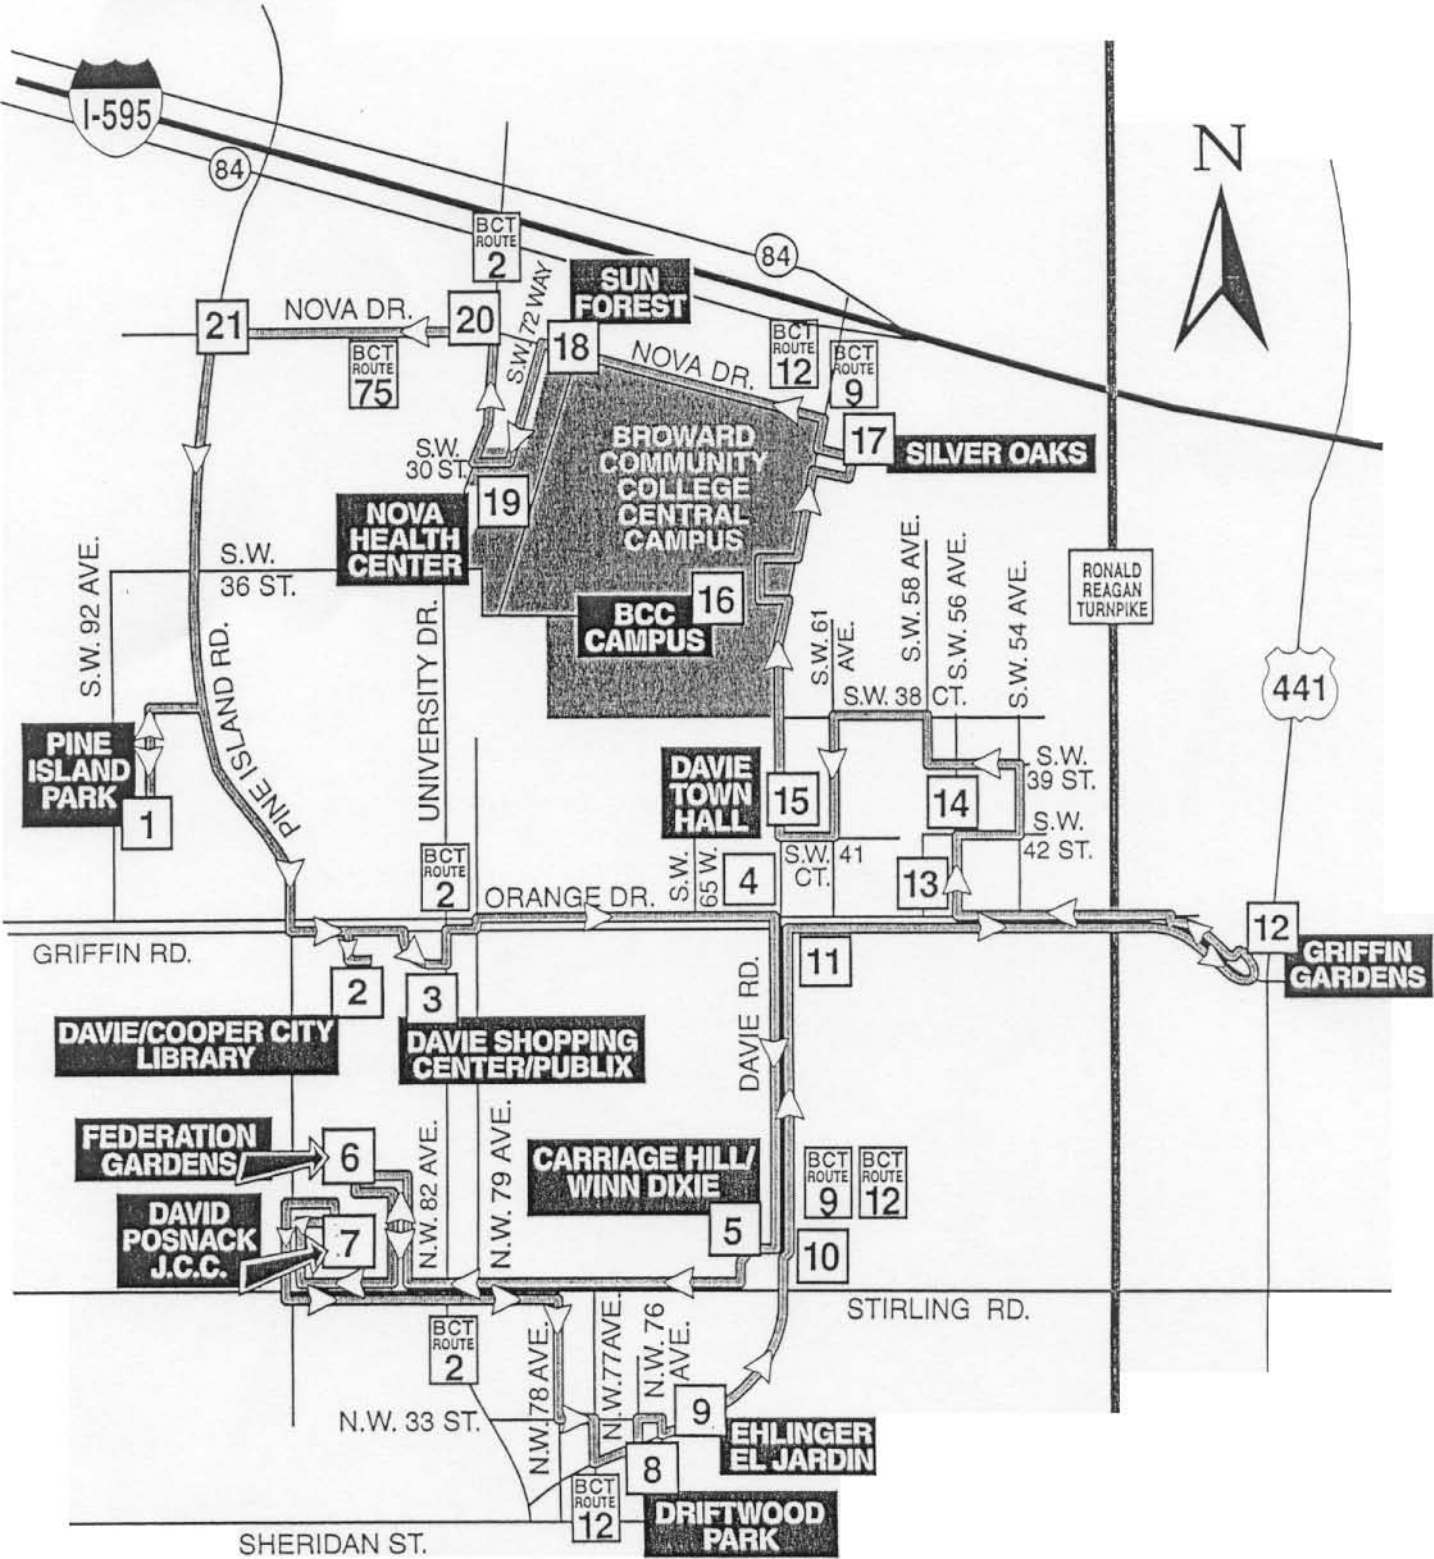 I-595
84
N
BCT
ROUTE
2
84
S.W. 72 WAY
SUN
FOREST
21
NOVA DR.
20
18
NOVA DR.
BCT
ROUTE
12
BCT
ROUTE
9
BCT
ROUTE
75
S.W.
30 ST.
BROWARD
COMMUNITY
COLLEGE
CENTRAL
CAMPUS
17
SILVER OAKS
19
NOVA
HEALTH
CENTER
S.W. 92 AVE.
S.W.
36 ST.
16
BCC
CAMPUS
RONALD
REAGAN
TURNPIKE
S.W. 61
AVE.
S.W. 58 AVE.
S.W. 56 AVE.
S.W. 54 AVE.
441
PINE ISLAND RD.
UNIVERSITY DR.
S.W. 38 CT.
PINE
ISLAND
PARK
1
PINE
DAVIE
TOWN
HALL
15
14
S.W.
39 ST.
S.W.
42 ST.
S.W. 41
CT.
BCT
ROUTE
2
S.W.
65 W.
4
13
ORANGE DR.
12
GRIFFIN
GARDENS
GRIFFIN RD.
2
3
11
DAVIE RD.
DAVIE/COOPER CITY
LIBRARY
DAVIE SHOPPING
CENTER/PUBLIX
FEDERATION
GARDENS
6
N.W. 82 AVE.
N.W. 79 AVE.
CARRIAGE HILL/
WINN DIXIE
BCT
ROUTE
9
BCT
ROUTE
12
DAVID
POSNACK
J.C.C.
7
5
10
STIRLING RD.
BCT
ROUTE
2
N.W. 78 AVE.
N.W. 77 AVE.
N.W. 76
AVE.
N.W. 33 ST.
9
EHLINGER
EL JARDIN
8
BCT
ROUTE
12
DRIFTWOOD
PARK
SHERIDAN ST.